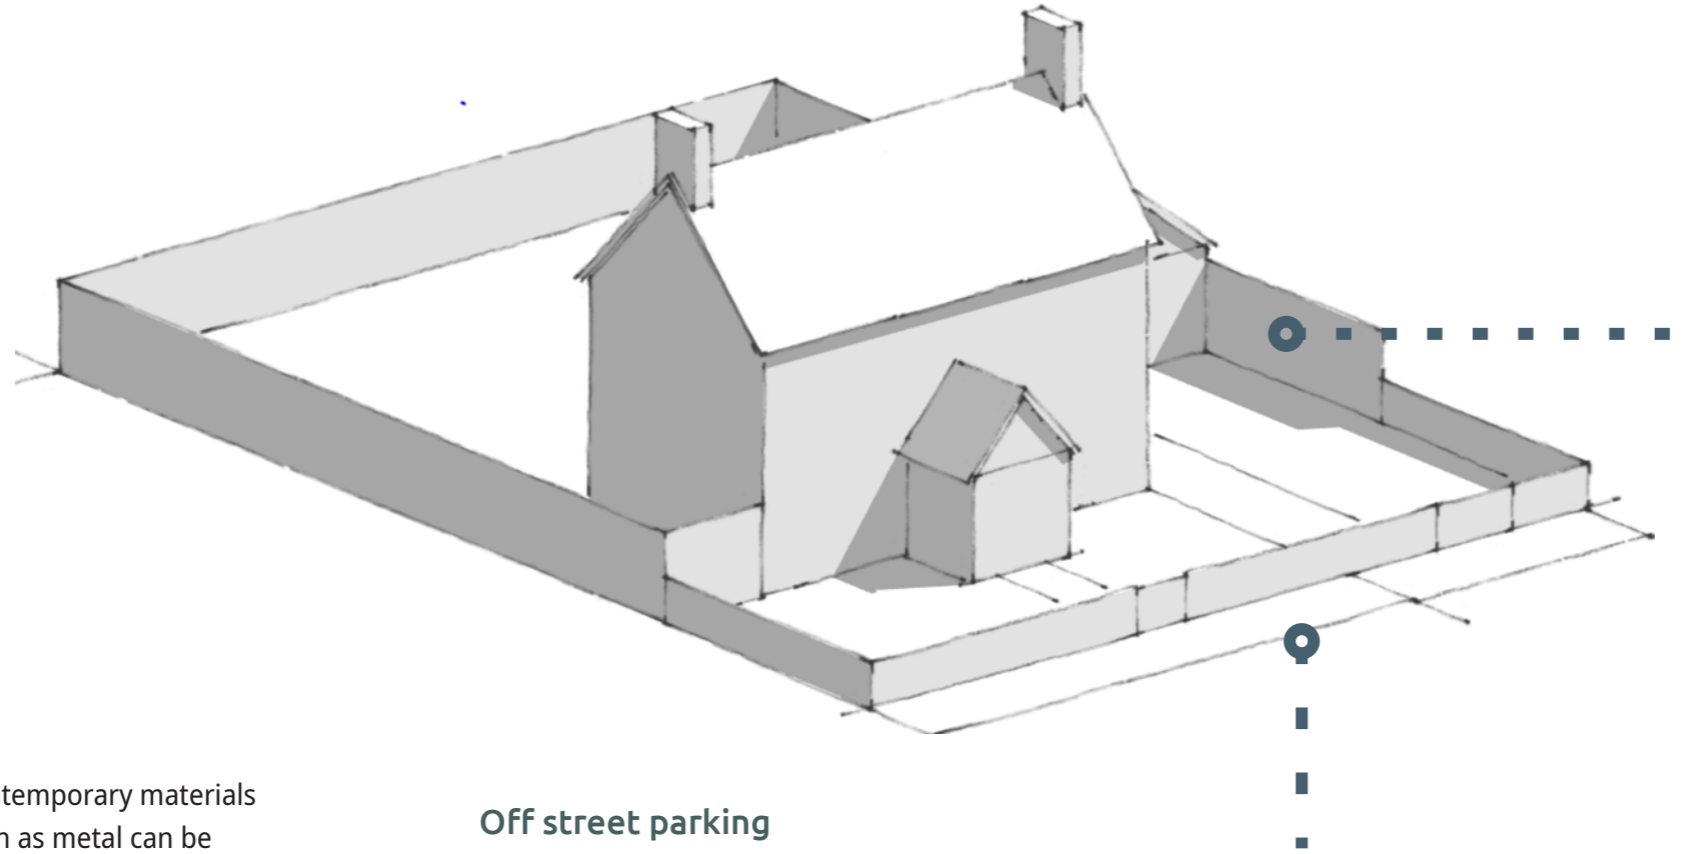 temporary materials
as metal can be
Off street parking